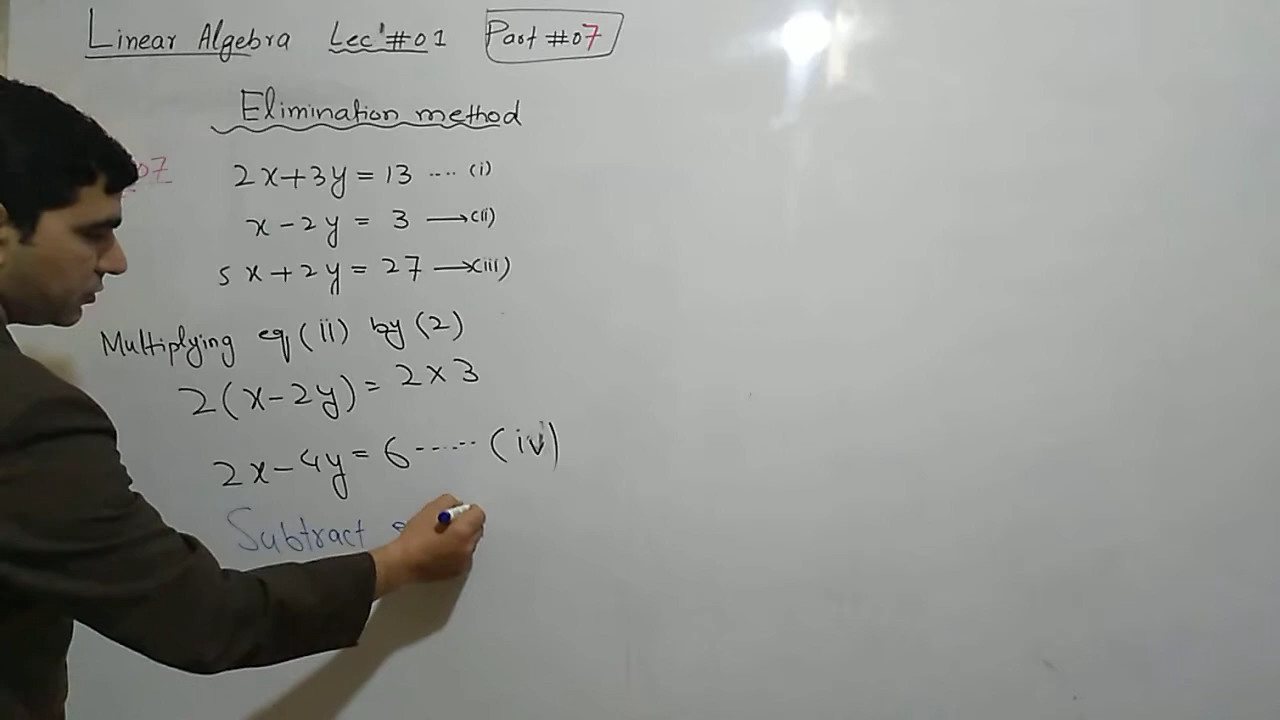 Linear Algebra Lec'#01 Part #07
Elimination method
07
2x+3y=13 .... (i)
x-2y = 3 →(ii)
5x+2y=27 →(iii)
Multiplying eq(ii) by (2)
2(x-2y)=2×3
2x-4y=6 ...... (iv)
Subtract